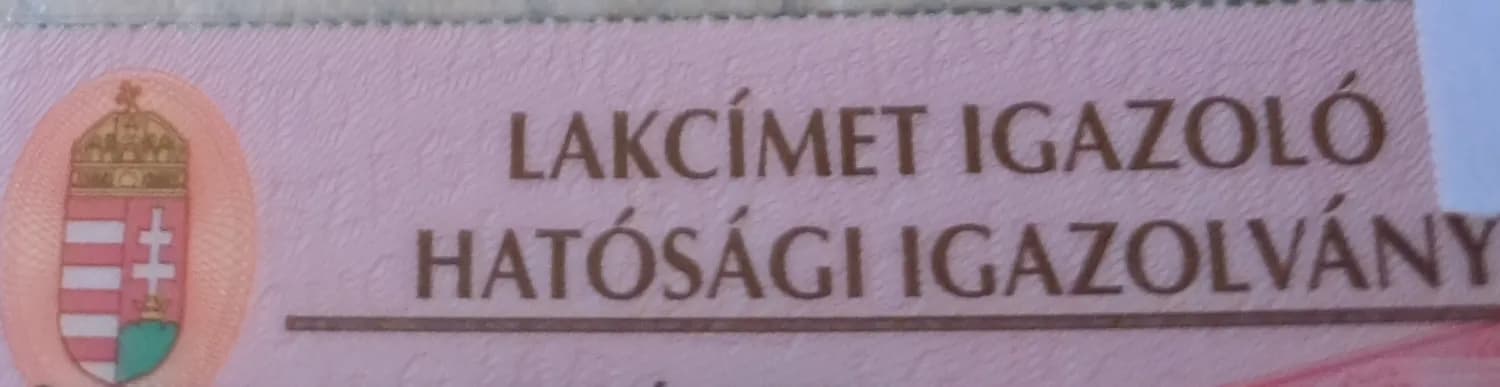 LAKCÍMET IGAZOLÓ
HATÓSÁGI IGAZOLVÁNY